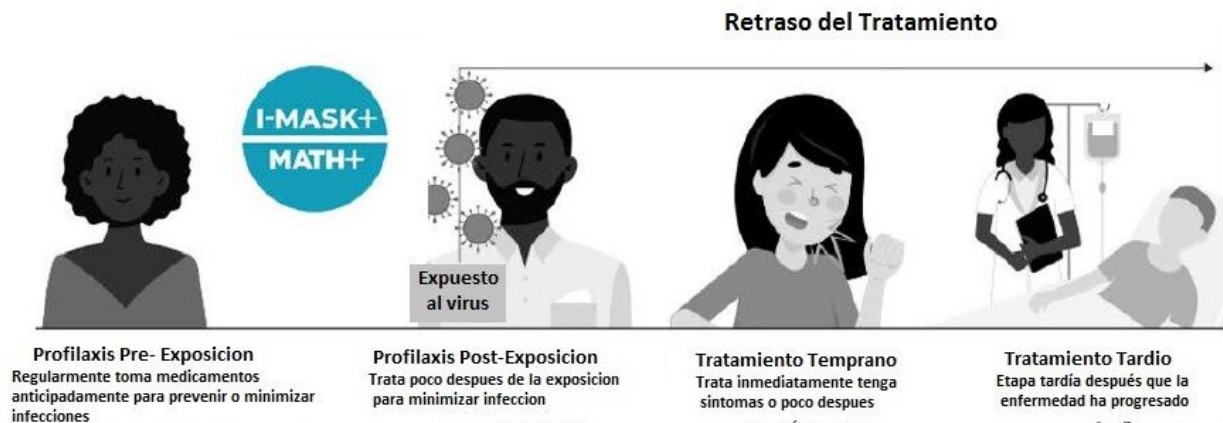 Retraso del Tratamiento
I-MASK+
MATH+
Expuesto
al virus
Profilaxis Pre- Exposicion
Regularmente toma medicamentos
anticipadamente para prevenir o minimizar
infecciones
Profilaxis Post-Exposicion
Trata poco despues de la exposicion
para minimizar infeccion
Tratamiento Temprano
Trata inmediatamente tenga
sintomas o poco despues
Tratamiento Tardio
Etapa tardía después que la
enfermedad ha progresado